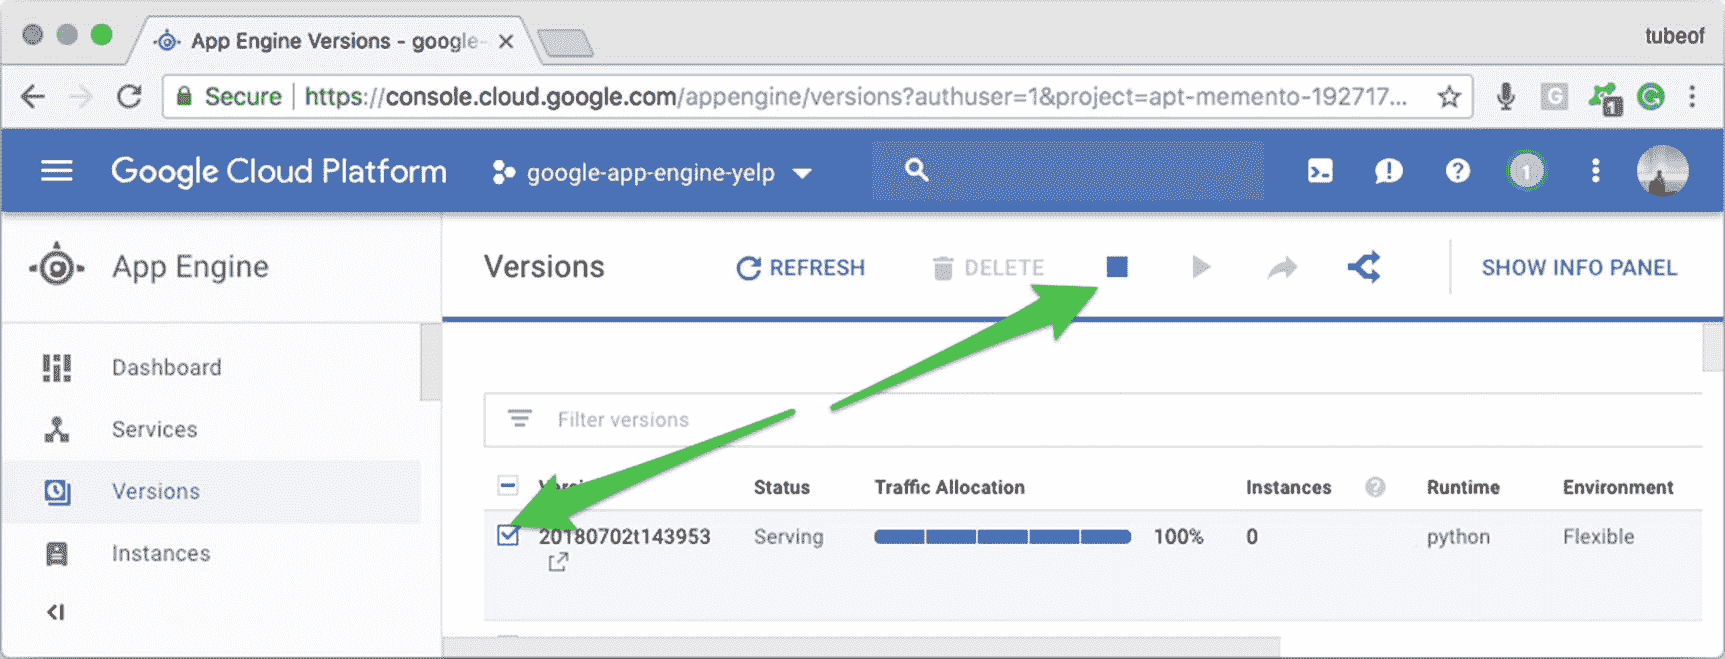 App Engine Versions - google-
tubeof
Secure https://console.cloud.google.com/appengine/versions?authuser=1&project=apt-memento-192717...
G 1 G
Google Cloud Platform google-app-engine-yelp 1
App Engine
Versions REFRESH DELETE SHOW INFO PANEL
Dashboard
Services
Versions
Instances
Filter versions
Status Traffic Allocation Instances Runtime Environment
20180702t143953 Serving 100% 0 python Flexible